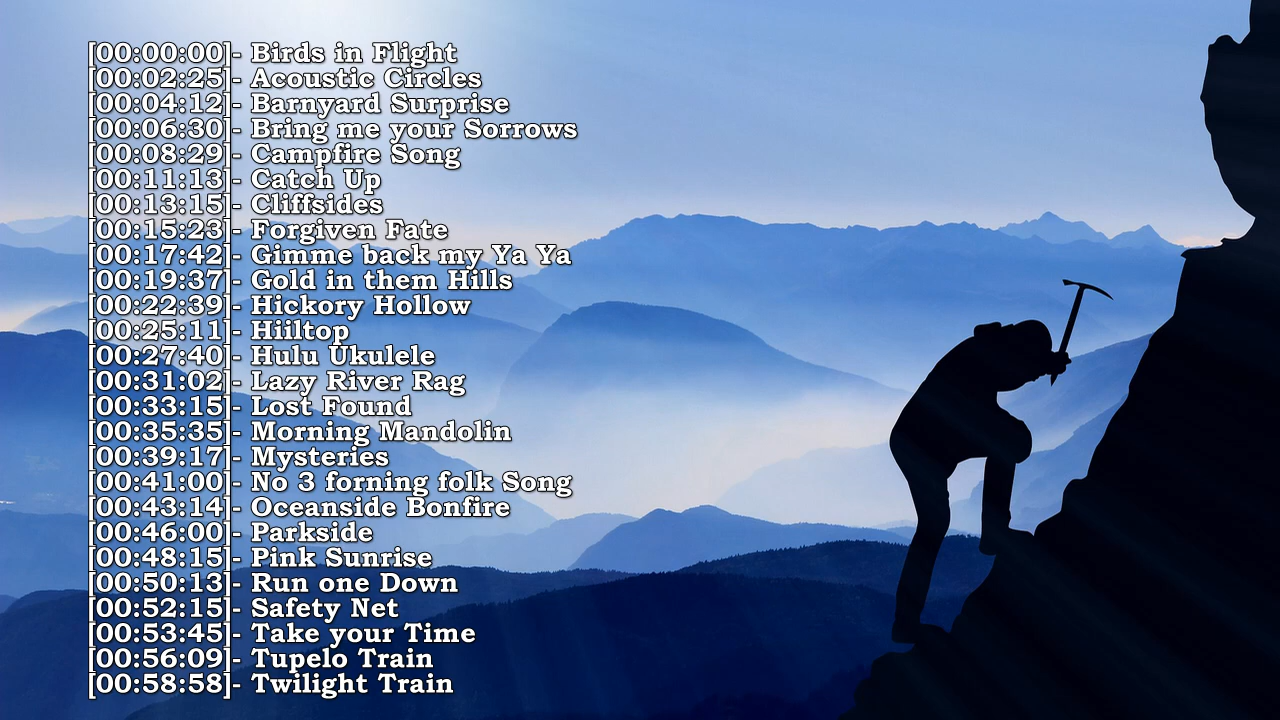 [00:00:00]- Birds in Flight
[00:02:25]- Acoustic Circles
[00:04:12]- Barnyard Surprise
[00:06:30]- Bring me your Sorrows
[00:08:29]- Campfire Song
[00:11:13]- Catch Up
[00:13:15]- Cliffsides
[00:15:23]- Forgiven Fate
[00:17:42]- Gimme back my Ya Ya
[00:19:37]- Gold in them Hills
[00:22:39]- Hickory Hollow
[00:25:11]- Hiiltop
[00:27:40]- Hulu Ukulele
[00:31:02]- Lazy River Rag
[00:33:15]- Lost Found
[00:35:35]- Morning Mandolin
[00:39:17]- Mysteries
[00:41:00]- No 3 forning folk Song
[00:43:14]- Oceanside Bonfire
[00:46:00]- Parkside
[00:48:15]- Pink Sunrise
[00:50:13]- Run one Down
[00:52:15]- Safety Net
[00:53:45]- Take your Time
[00:56:09]- Tupelo Train
[00:58:58]- Twilight Train